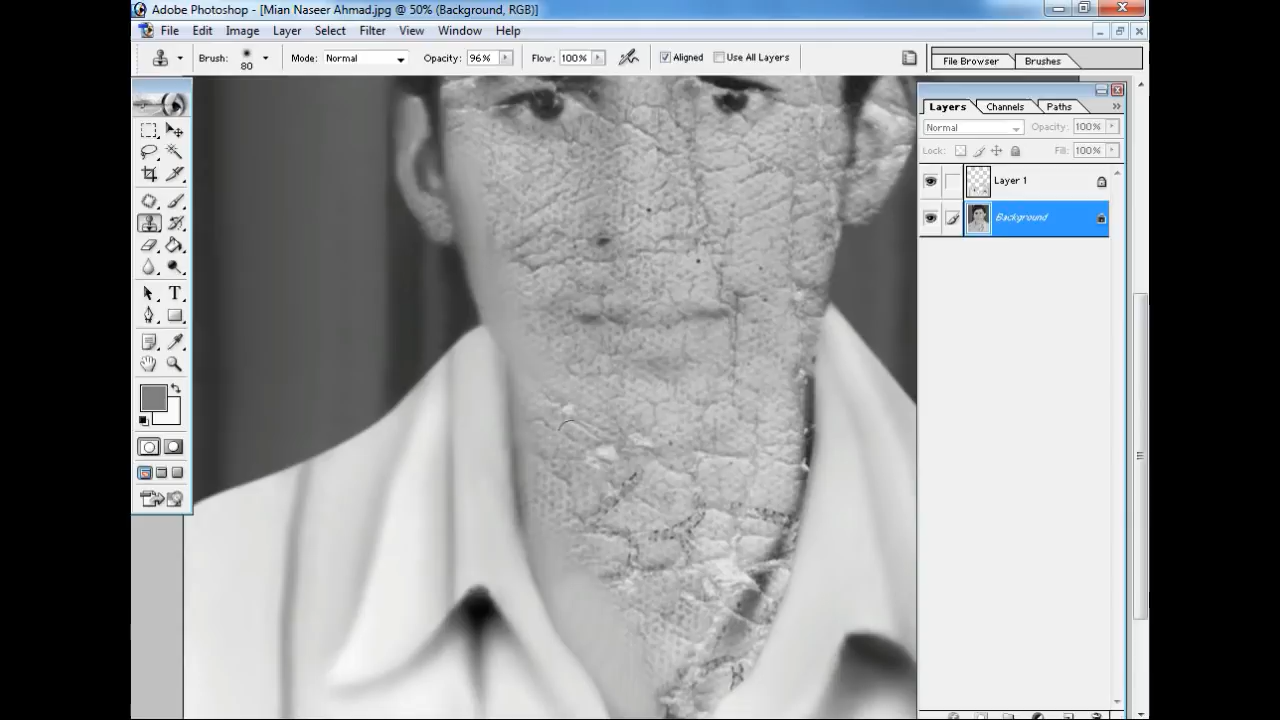 Adobe Photoshop - [Mian Naseer Ahmad.jpg @ 50% (Background, RGB)]
File Edit Image Layer Select Filter View Window Help
Brush: 80 Mode: Normal Opacity: 96% Flow: 100% Aligned Use All Layers File Browser Brushes
Layers Channels Paths
Normal Opacity: 100%
Lock: Fill: 100%
Layer 1
Background
T